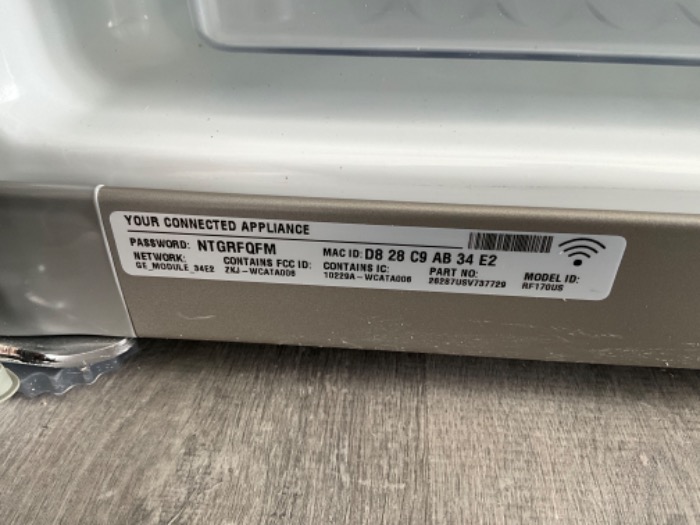 YOUR CONNECTED APPLIANCE
PASSWORD: NTGRFQFM MAC ID: D8 28 C9 AB 34 E2
NETWORK: CONTAINS FCC ID: CONTAINS IC: PART NO: MODEL ID:
GE_MODULE_34E2 ZKJ-WCATA006 10229A-WCATA006 26267USV737729 RF170US